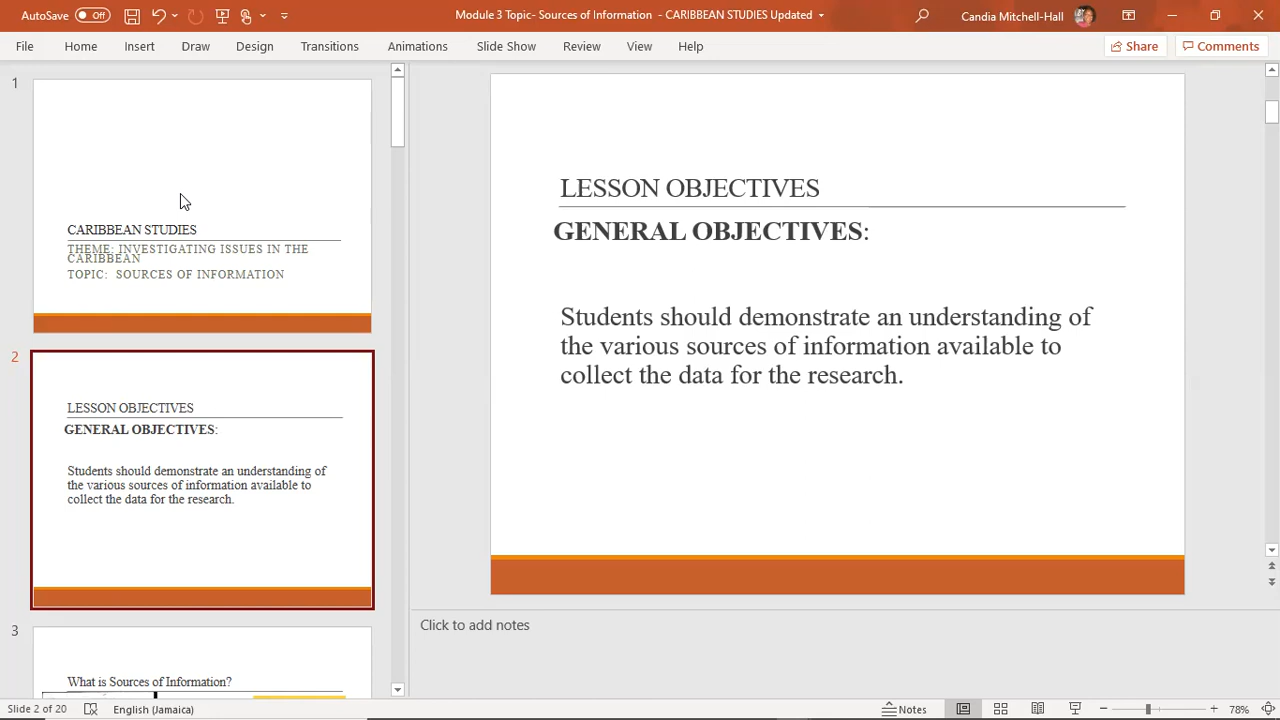 AutoSave Off
Module 3 Topic- Sources of Information - CARIBBEAN STUDIES Updated
Candia Mitchell-Hall
File Home Insert Draw Design Transitions Animations Slide Show Review View Help
Share Comments
1
CARIBBEAN STUDIES
THEME: INVESTIGATING ISSUES IN THE
CARIBBEAN
TOPIC: SOURCES OF INFORMATION
2
LESSON OBJECTIVES
GENERAL OBJECTIVES:
Students should demonstrate an understanding of
the various sources of information available to
collect the data for the research.
3
What is Sources of Information?
LESSON OBJECTIVES
GENERAL OBJECTIVES:
Students should demonstrate an understanding of
the various sources of information available to
collect the data for the research.
Click to add notes
Slide 2 of 20 English (Jamaica) Notes 78%